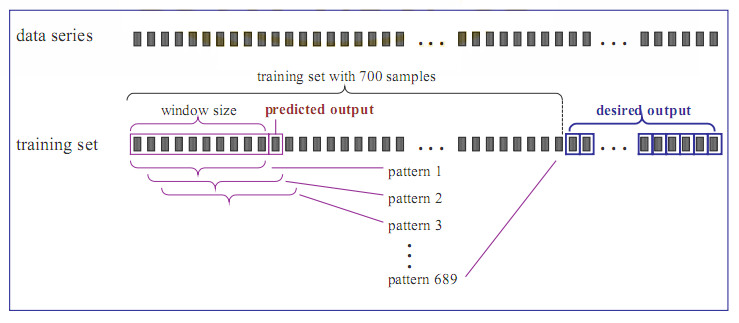 data series
training set with 700 samples
window size predicted output desired output
training set
pattern 1
pattern 2
pattern 3
pattern 689